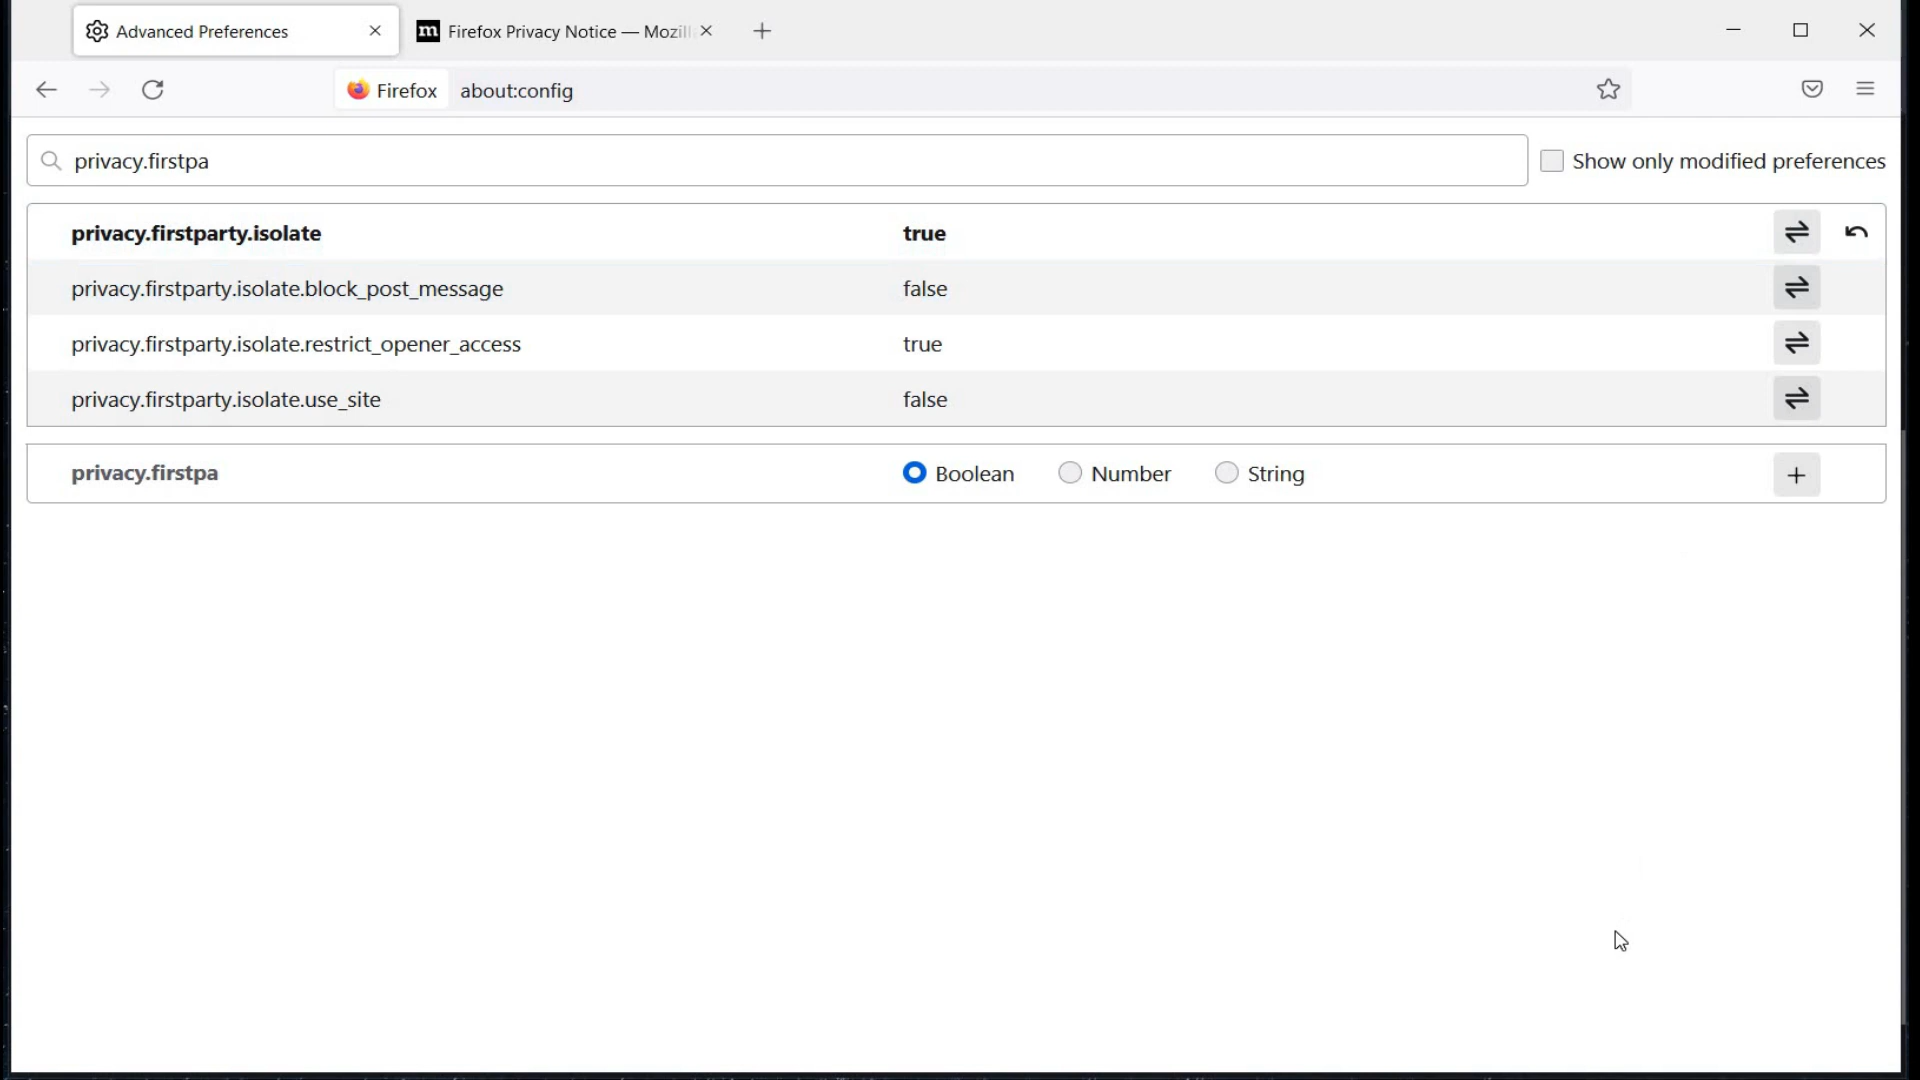 Advanced Preferences
Firefox Privacy Notice — Mozill
Firefox about:config
privacy.firstpa
Show only modified preferences
privacy.firstparty.isolate true
privacy.firstparty.isolate.block_post_message false
privacy.firstparty.isolate.restrict_opener_access true
privacy.firstparty.isolate.use_site false
privacy.firstpa Boolean Number String